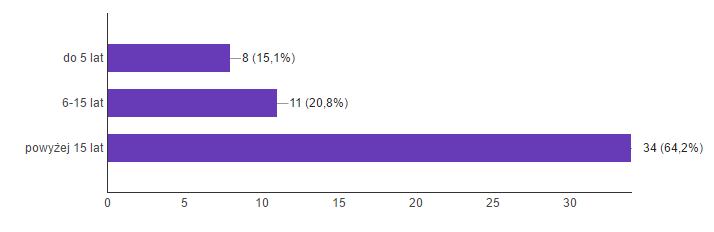 do 5 lat 8 (15,1%)
6-15 lat 11 (20,8%)
powyżej 15 lat 34 (64,2%)
0 5 10 15 20 25 30